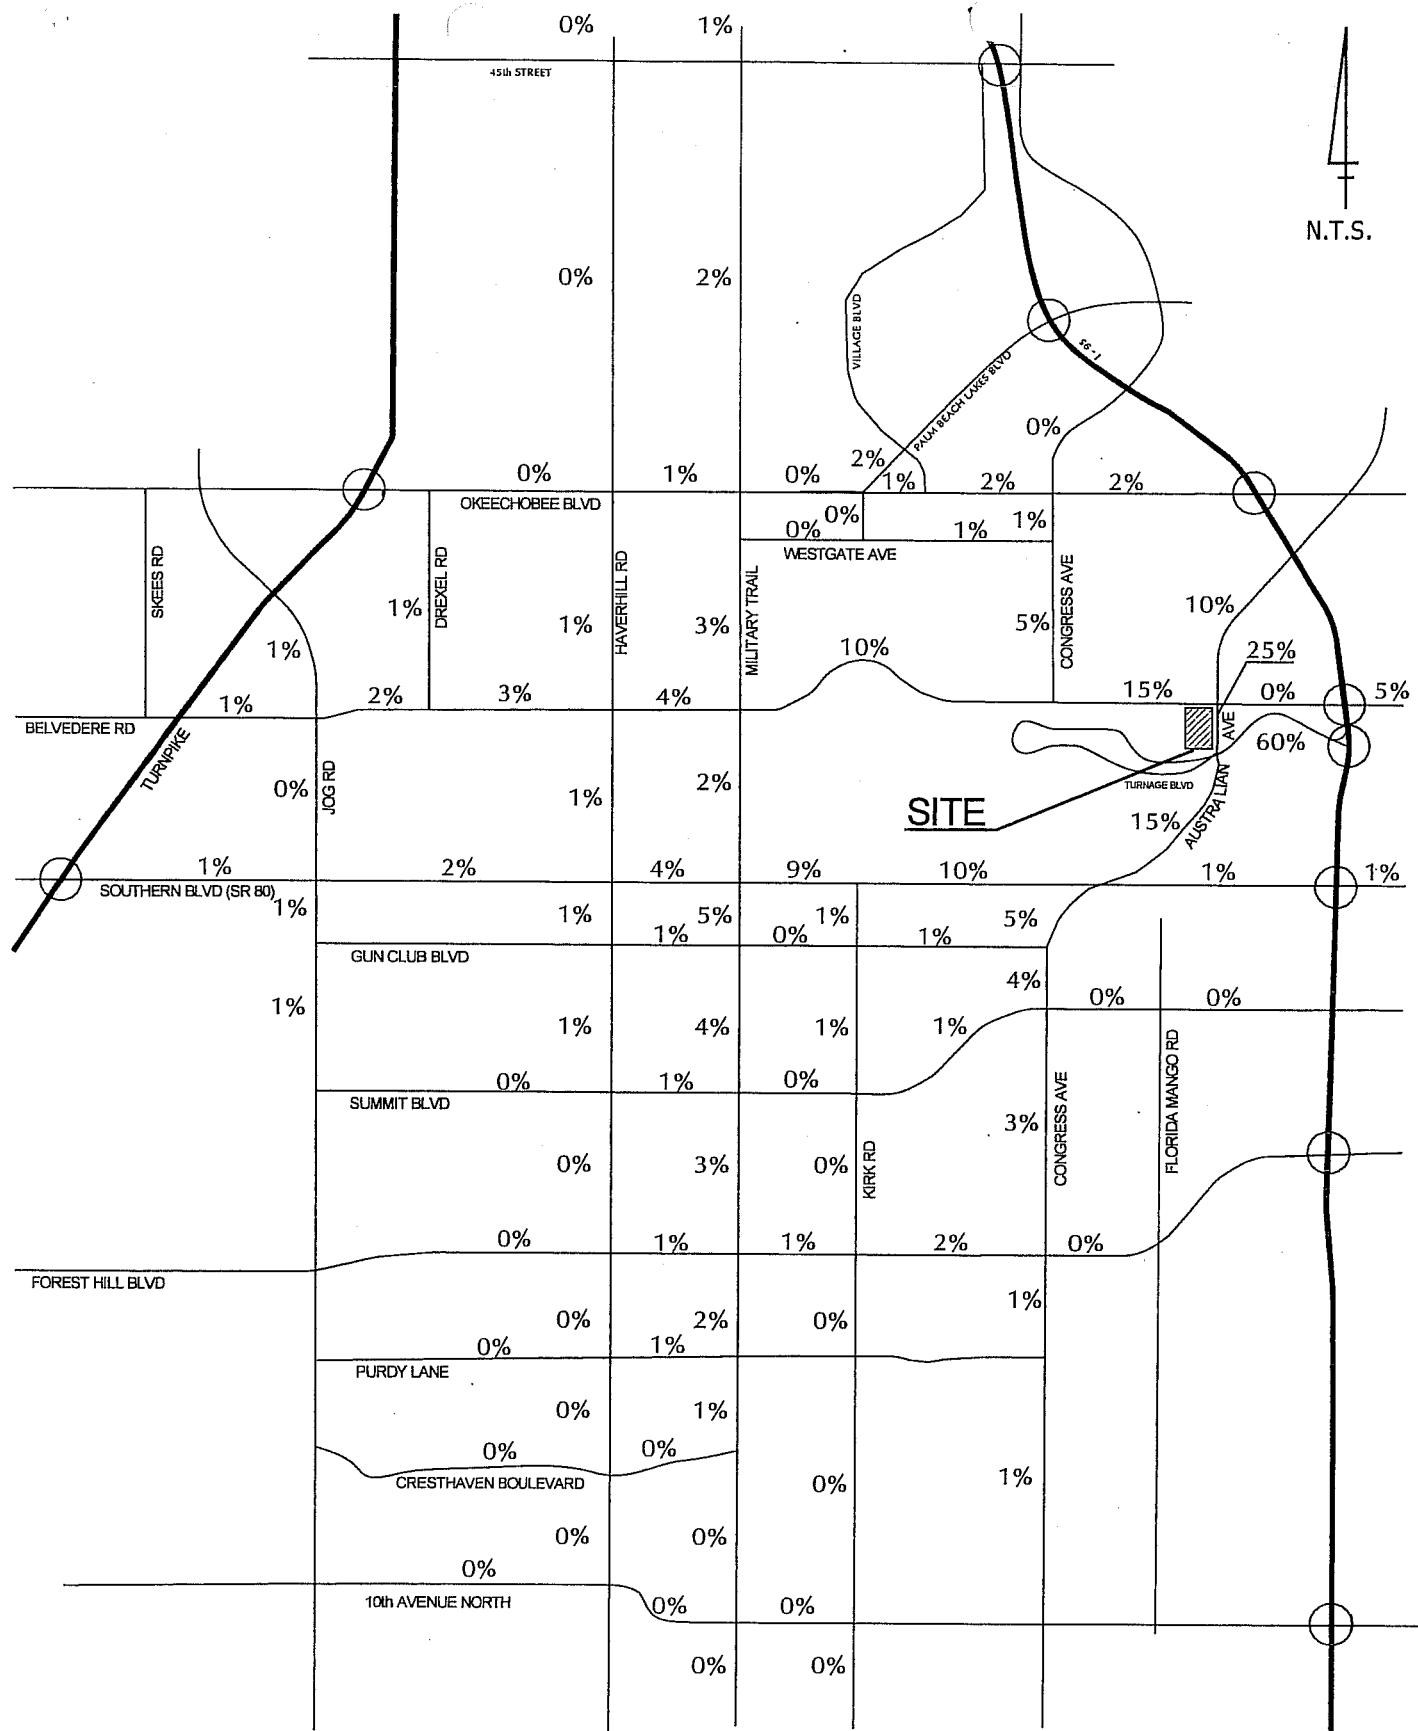 0% 1%
45th STREET
N.T.S.
0% 2%
VILLAGE BLVD
I-95
PALM BEACH LAKES BLVD
0%
0% 1% 0% 2% 1% 2% 2%
OKEECHOBEE BLVD
0% 0% 1% 1%
WESTGATE AVE
SKEES RD
DREXEL RD
HAVERHILL RD
MILITARY TRAIL
CONGRESS AVE
1% 1% 1% 3% 5% 10%
10% 25%
1% 2% 3% 4% 15% 0% 5%
BELVEDERE RD
TURNPIKE
AVE
60%
JOG RD
0% 1% 2%
TURNAGE BLVD
SITE
15%
AUSTRALIAN
1% 2% 4% 9% 10% 1% 1%
SOUTHERN BLVD (SR 80)
1% 1% 5% 1% 5%
1% 0% 1%
GUN CLUB BLVD
4%
0% 0%
1% 1% 4% 1% 1%
0% 1% 0%
SUMMIT BLVD
CONGRESS AVE
FLORIDA MANGO RD
3%
KIRK RD
0% 3% 0%
0% 1% 1% 2% 0%
FOREST HILL BLVD
1%
0% 2% 0%
0% 1%
PURDY LANE
0% 1%
0% 0%
CRESTHAVEN BOULEVARD
0% 1%
0% 0%
0%
10th AVENUE NORTH
0% 0%
0% 0%